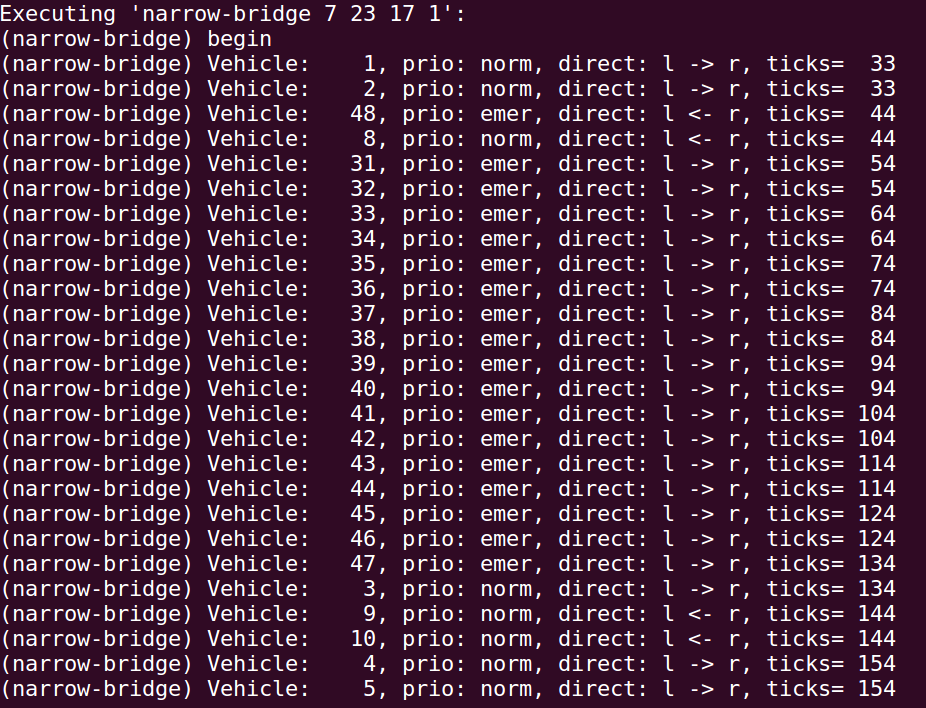 Executing 'narrow-bridge 7 23 17 1':
(narrow-bridge) begin
(narrow-bridge) Vehicle:    1, prio: norm, direct: l -> r, ticks=  33
(narrow-bridge) Vehicle:    2, prio: norm, direct: l -> r, ticks=  33
(narrow-bridge) Vehicle:   48, prio: emer, direct: l <- r, ticks=  44
(narrow-bridge) Vehicle:    8, prio: norm, direct: l <- r, ticks=  44
(narrow-bridge) Vehicle:   31, prio: emer, direct: l -> r, ticks=  54
(narrow-bridge) Vehicle:   32, prio: emer, direct: l -> r, ticks=  54
(narrow-bridge) Vehicle:   33, prio: emer, direct: l -> r, ticks=  64
(narrow-bridge) Vehicle:   34, prio: emer, direct: l -> r, ticks=  64
(narrow-bridge) Vehicle:   35, prio: emer, direct: l -> r, ticks=  74
(narrow-bridge) Vehicle:   36, prio: emer, direct: l -> r, ticks=  74
(narrow-bridge) Vehicle:   37, prio: emer, direct: l -> r, ticks=  84
(narrow-bridge) Vehicle:   38, prio: emer, direct: l -> r, ticks=  84
(narrow-bridge) Vehicle:   39, prio: emer, direct: l -> r, ticks=  94
(narrow-bridge) Vehicle:   40, prio: emer, direct: l -> r, ticks=  94
(narrow-bridge) Vehicle:   41, prio: emer, direct: l -> r, ticks= 104
(narrow-bridge) Vehicle:   42, prio: emer, direct: l -> r, ticks= 104
(narrow-bridge) Vehicle:   43, prio: emer, direct: l -> r, ticks= 114
(narrow-bridge) Vehicle:   44, prio: emer, direct: l -> r, ticks= 114
(narrow-bridge) Vehicle:   45, prio: emer, direct: l -> r, ticks= 124
(narrow-bridge) Vehicle:   46, prio: emer, direct: l -> r, ticks= 124
(narrow-bridge) Vehicle:   47, prio: emer, direct: l -> r, ticks= 134
(narrow-bridge) Vehicle:    3, prio: norm, direct: l -> r, ticks= 134
(narrow-bridge) Vehicle:    9, prio: norm, direct: l <- r, ticks= 144
(narrow-bridge) Vehicle:   10, prio: norm, direct: l <- r, ticks= 144
(narrow-bridge) Vehicle:    4, prio: norm, direct: l -> r, ticks= 154
(narrow-bridge) Vehicle:    5, prio: norm, direct: l -> r, ticks= 154